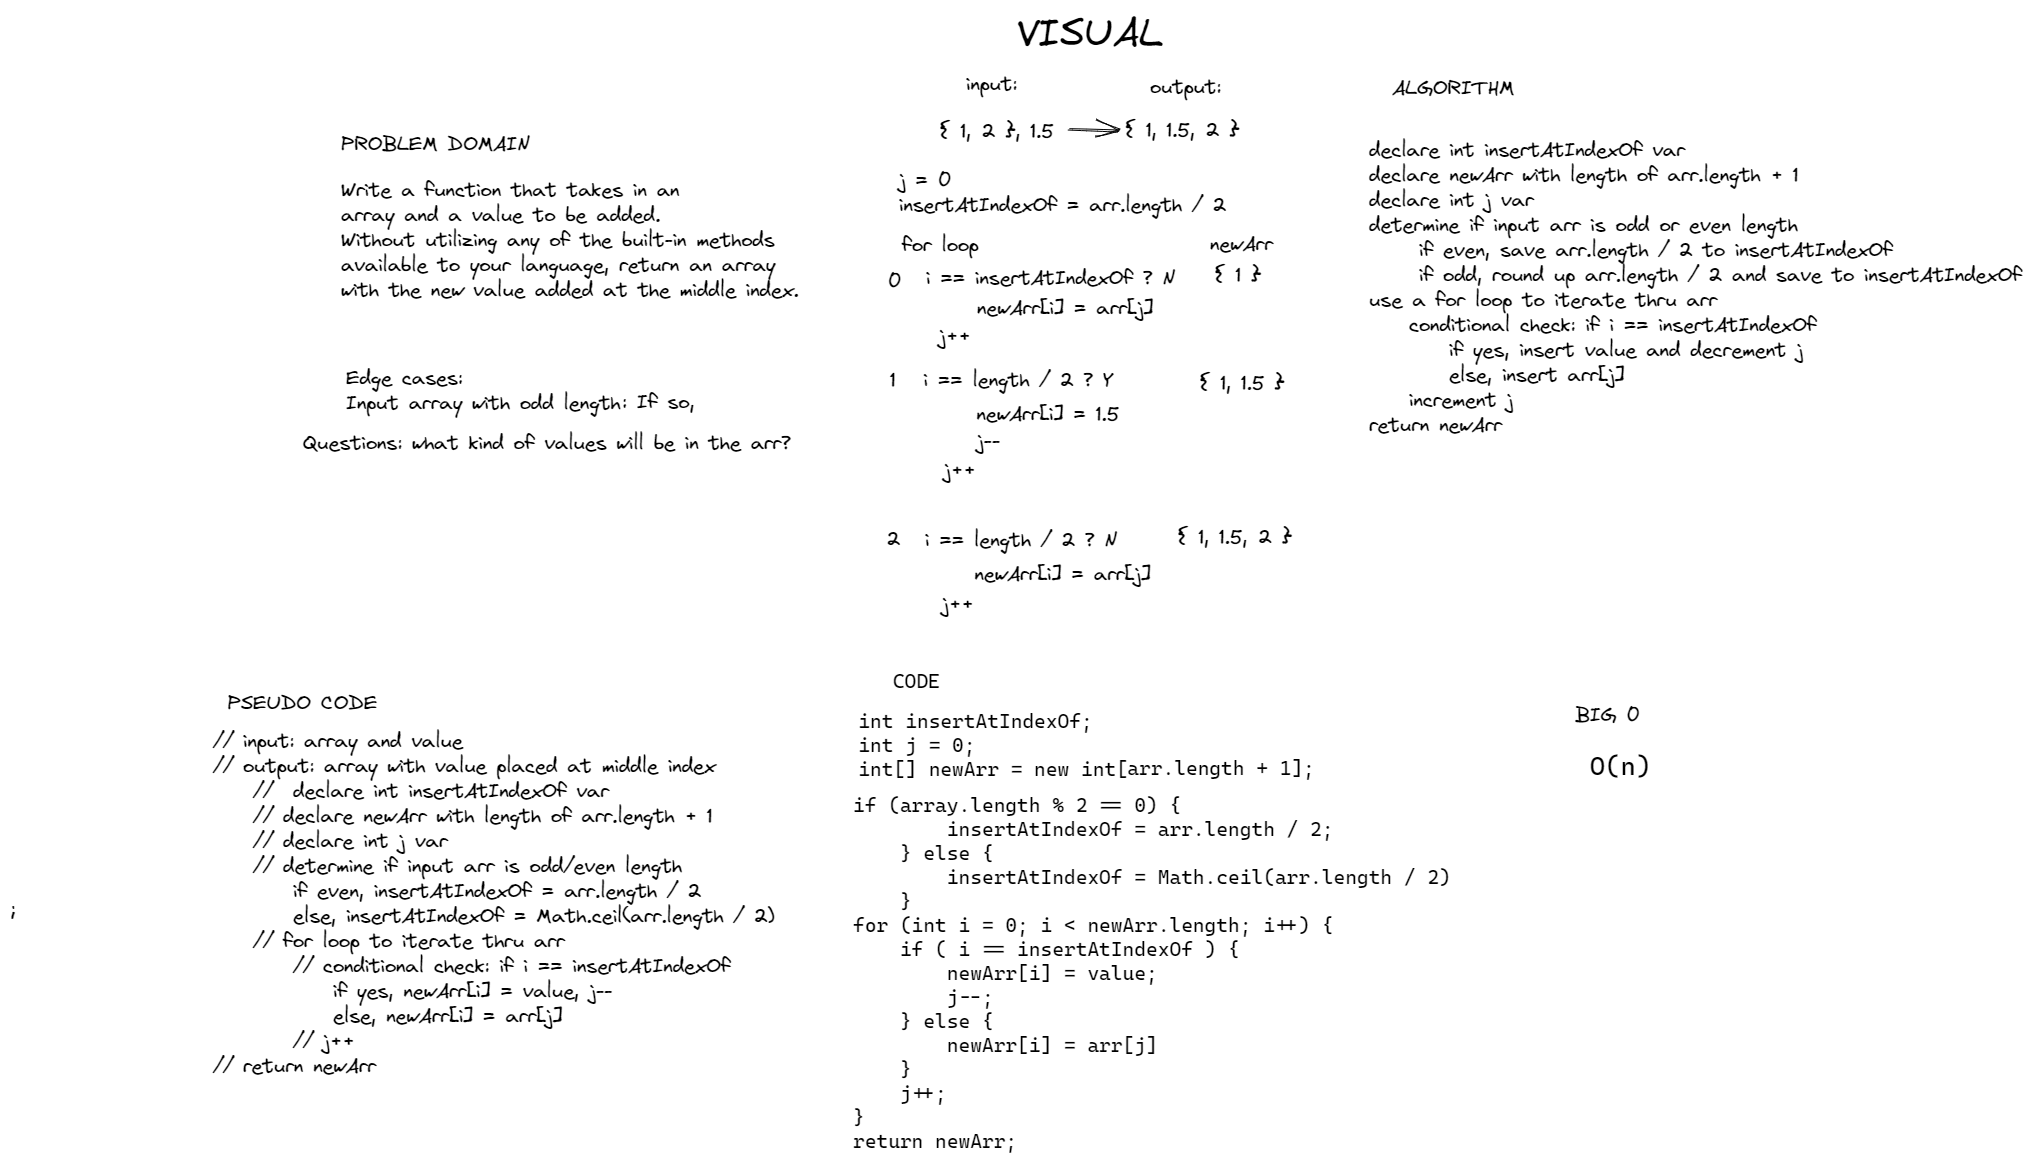 VISUAL
PROBLEM DOMAIN
Write a function that takes in an
array and a value to be added.
Without utilizing any of the built-in methods
available to your language, return an array
with the new value added at the middle index.
Edge cases:
Input array with odd length: If so,
Questions: what kind of values will be in the arr?
input: output:
{ 1, 2 }, 1.5 { 1, 1.5, 2 }
j = 0
insertAtIndexOf = arr.length / 2
for loop newArr
0 i == insertAtIndexOf ? N { 1 }
newArr[i] = arr[j]
j++
1 i == length / 2 ? Y { 1, 1.5 }
newArr[i] = 1.5
j--
j++
2 i == length / 2 ? N { 1, 1.5, 2 }
newArr[i] = arr[j]
j++
ALGORITHM
declare int insertAtIndexOf var
declare newArr with length of arr.length + 1
declare int j var
determine if input arr is odd or even length
if even, save arr.length / 2 to insertAtIndexOf
if odd, round up arr.length / 2 and save to insertAtIndexOf
use a for loop to iterate thru arr
conditional check: if i == insertAtIndexOf
if yes, insert value and decrement j
else, insert arr[j]
increment j
return newArr
PSEUDO CODE
// input: array and value
// output: array with value placed at middle index
// declare int insertAtIndexOf var
// declare newArr with length of arr.length + 1
// declare int j var
// determine if input arr is odd/even length
if even, insertAtIndexOf = arr.length / 2
else, insertAtIndexOf = Math.ceil(arr.length / 2)
// for loop to iterate thru arr
// conditional check: if i == insertAtIndexOf
if yes, newArr[i] = value, j--
else, newArr[i] = arr[j]
// j++
// return newArr
;
CODE
int insertAtIndexOf;
int j = 0;
int[] newArr = new int[arr.length + 1];
if (array.length % 2 == 0) {
insertAtIndexOf = arr.length / 2;
} else {
insertAtIndexOf = Math.ceil(arr.length / 2)
}
for (int i = 0; i < newArr.length; i++) {
if ( i == insertAtIndexOf ) {
newArr[i] = value;
j--;
} else {
newArr[i] = arr[j]
}
j++;
}
return newArr;
BIG O
O(n)